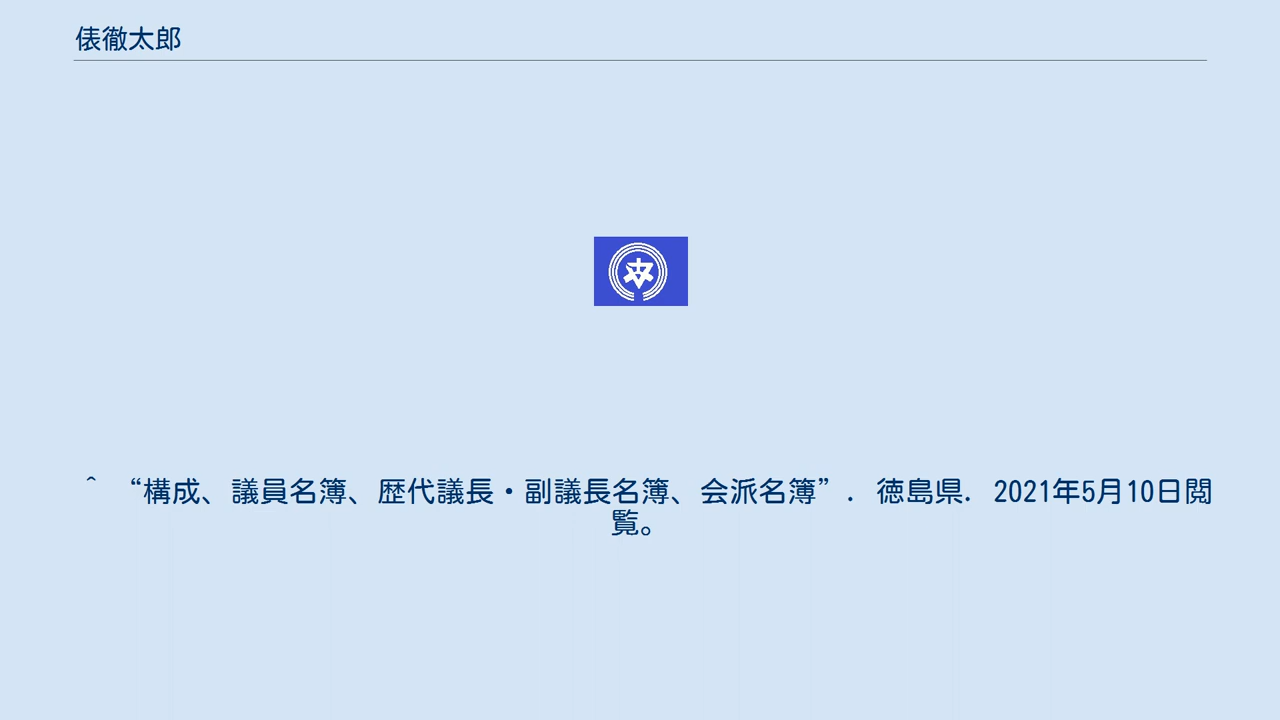 俵徹太郎
^ “構成、議員名簿、歴代議長・副議長名簿、会派名簿”. 徳島県. 2021年5月10日閲
覧。